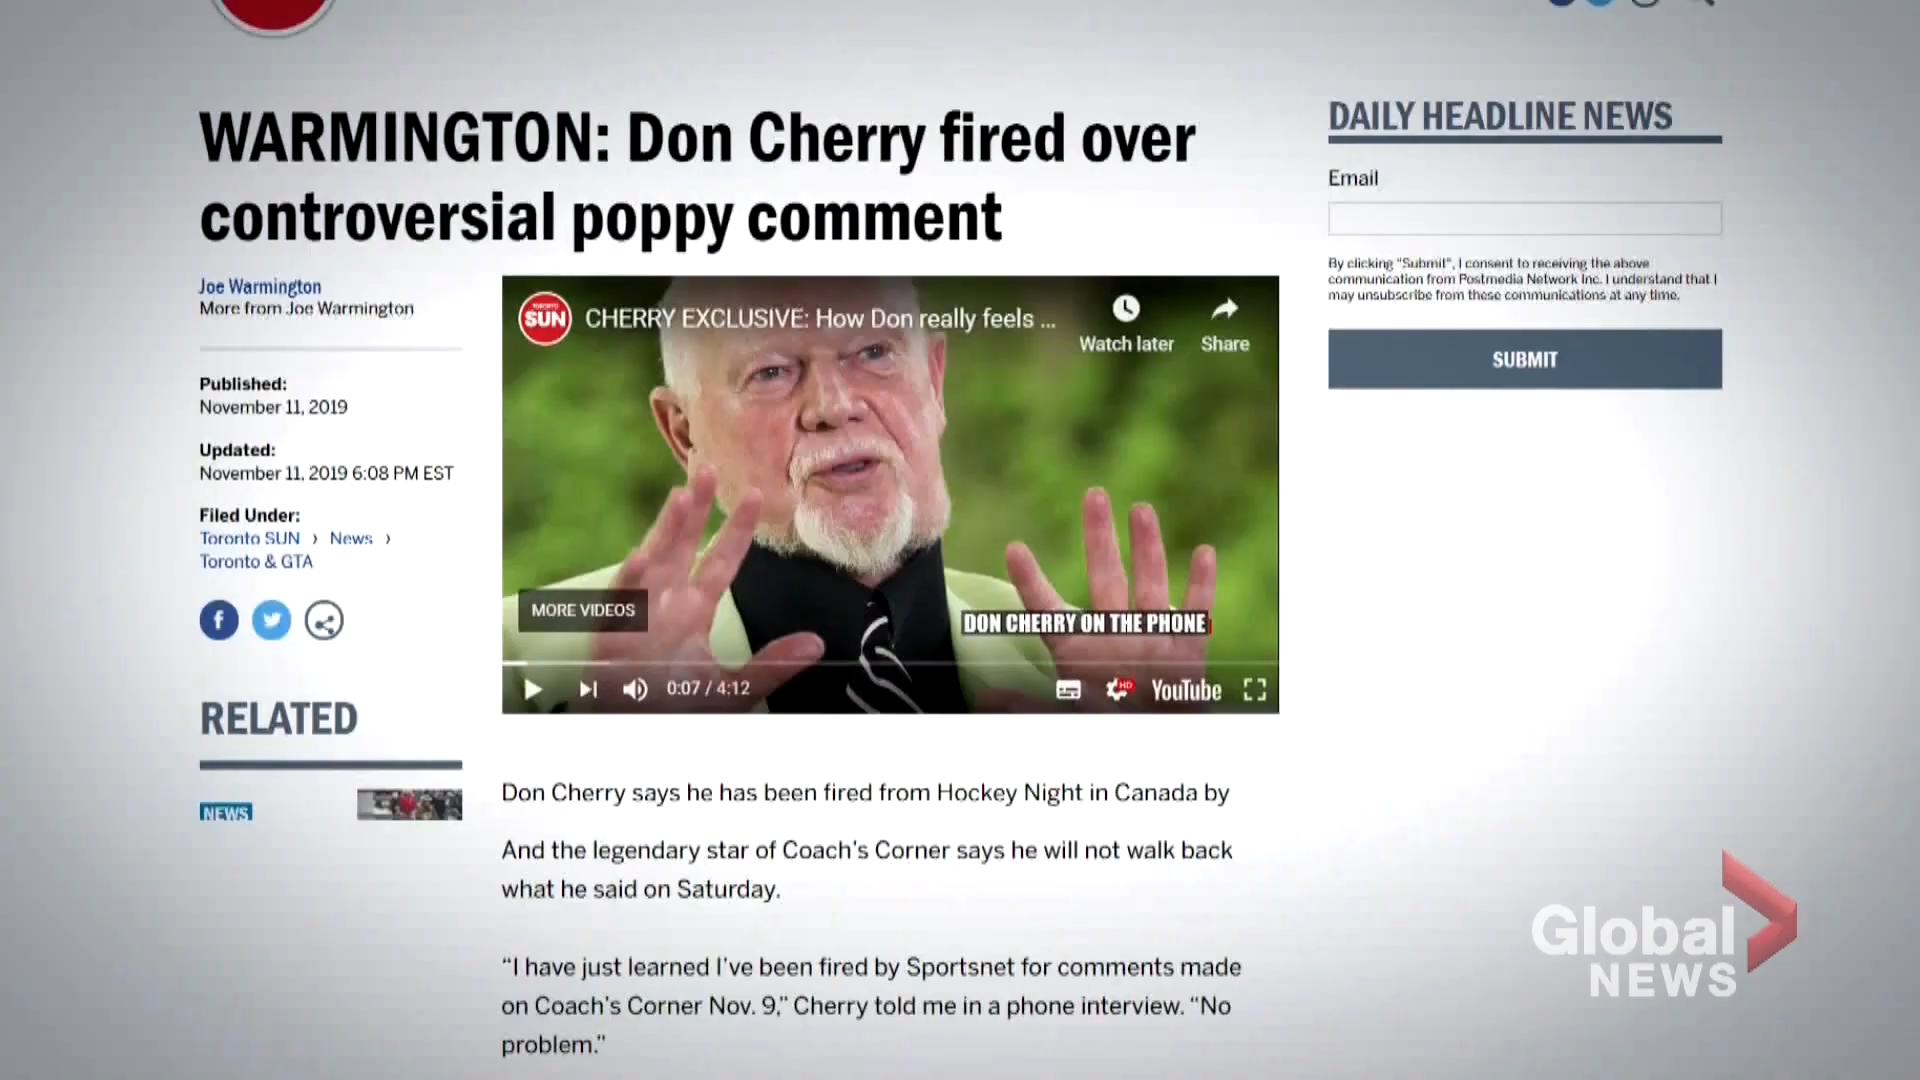 WARMINGTON: Don Cherry fired over
controversial poppy comment
Joe Warmington
More from Joe Warmington
Published:
November 11, 2019
Updated:
November 11, 2019 6:08 PM EST
Filed Under:
Toronto SUN › News ›
Toronto & GTA
RELATED
NEWS
TORONTO
SUN
CHERRY EXCLUSIVE: How Don really feels ...
Watch later
Share
MORE VIDEOS
DON CHERRY ON THE PHONE
0:07 / 4:12
HD
YouTube
Don Cherry says he has been fired from Hockey Night in Canada by
And the legendary star of Coach's Corner says he will not walk back
what he said on Saturday.
“I have just learned I've been fired by Sportsnet for comments made
on Coach's Corner Nov. 9,” Cherry told me in a phone interview. “No
problem.”
DAILY HEADLINE NEWS
Email
By clicking "Submit", I consent to receiving the above
communication from Postmedia Network Inc. I understand that I
may unsubscribe from these communications at any time.
SUBMIT
Global
NEWS